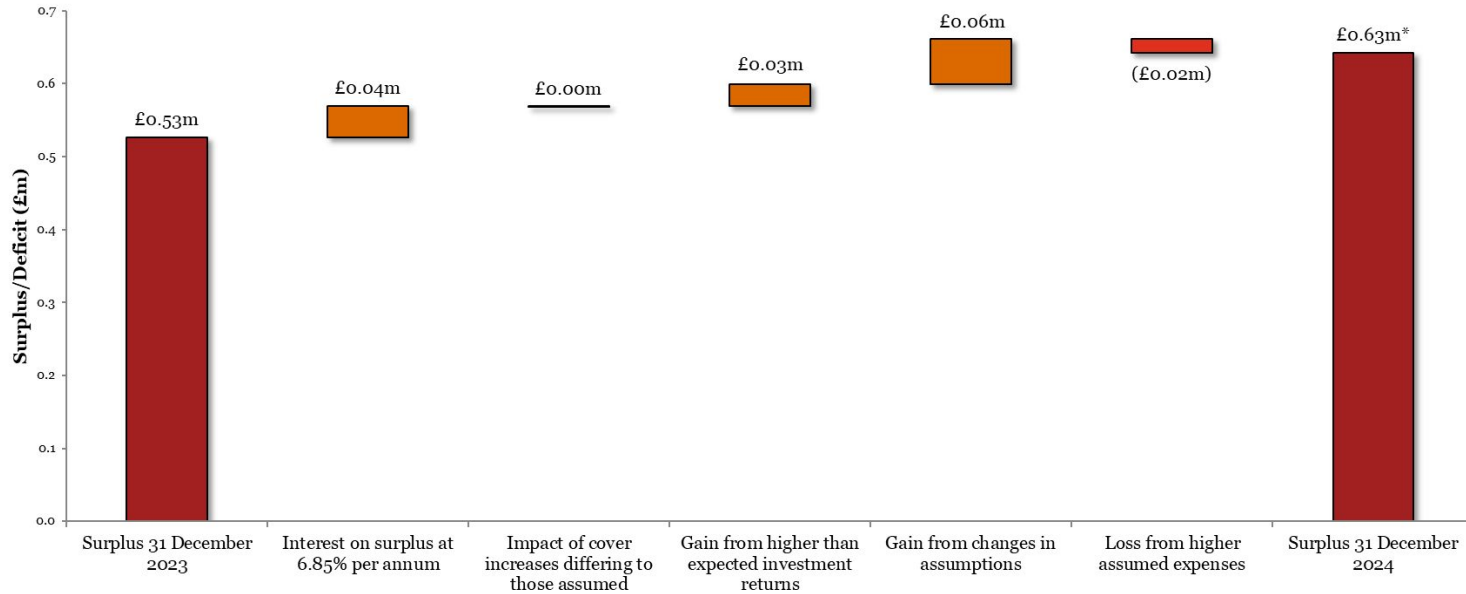 Surplus/Deficit (£m)
0.7
0.6
0.5
0.4
0.3
0.2
0.1
0.0
£0.53m
£0.04m
£0.00m
£0.03m
£0.06m
(£0.02m)
£0.63m*
Surplus 31 December
2023
Interest on surplus at
6.85% per annum
Impact of cover
increases differing to
those assumed
Gain from higher than
expected investment
returns
Gain from changes in
assumptions
Loss from higher
assumed expenses
Surplus 31 December
2024